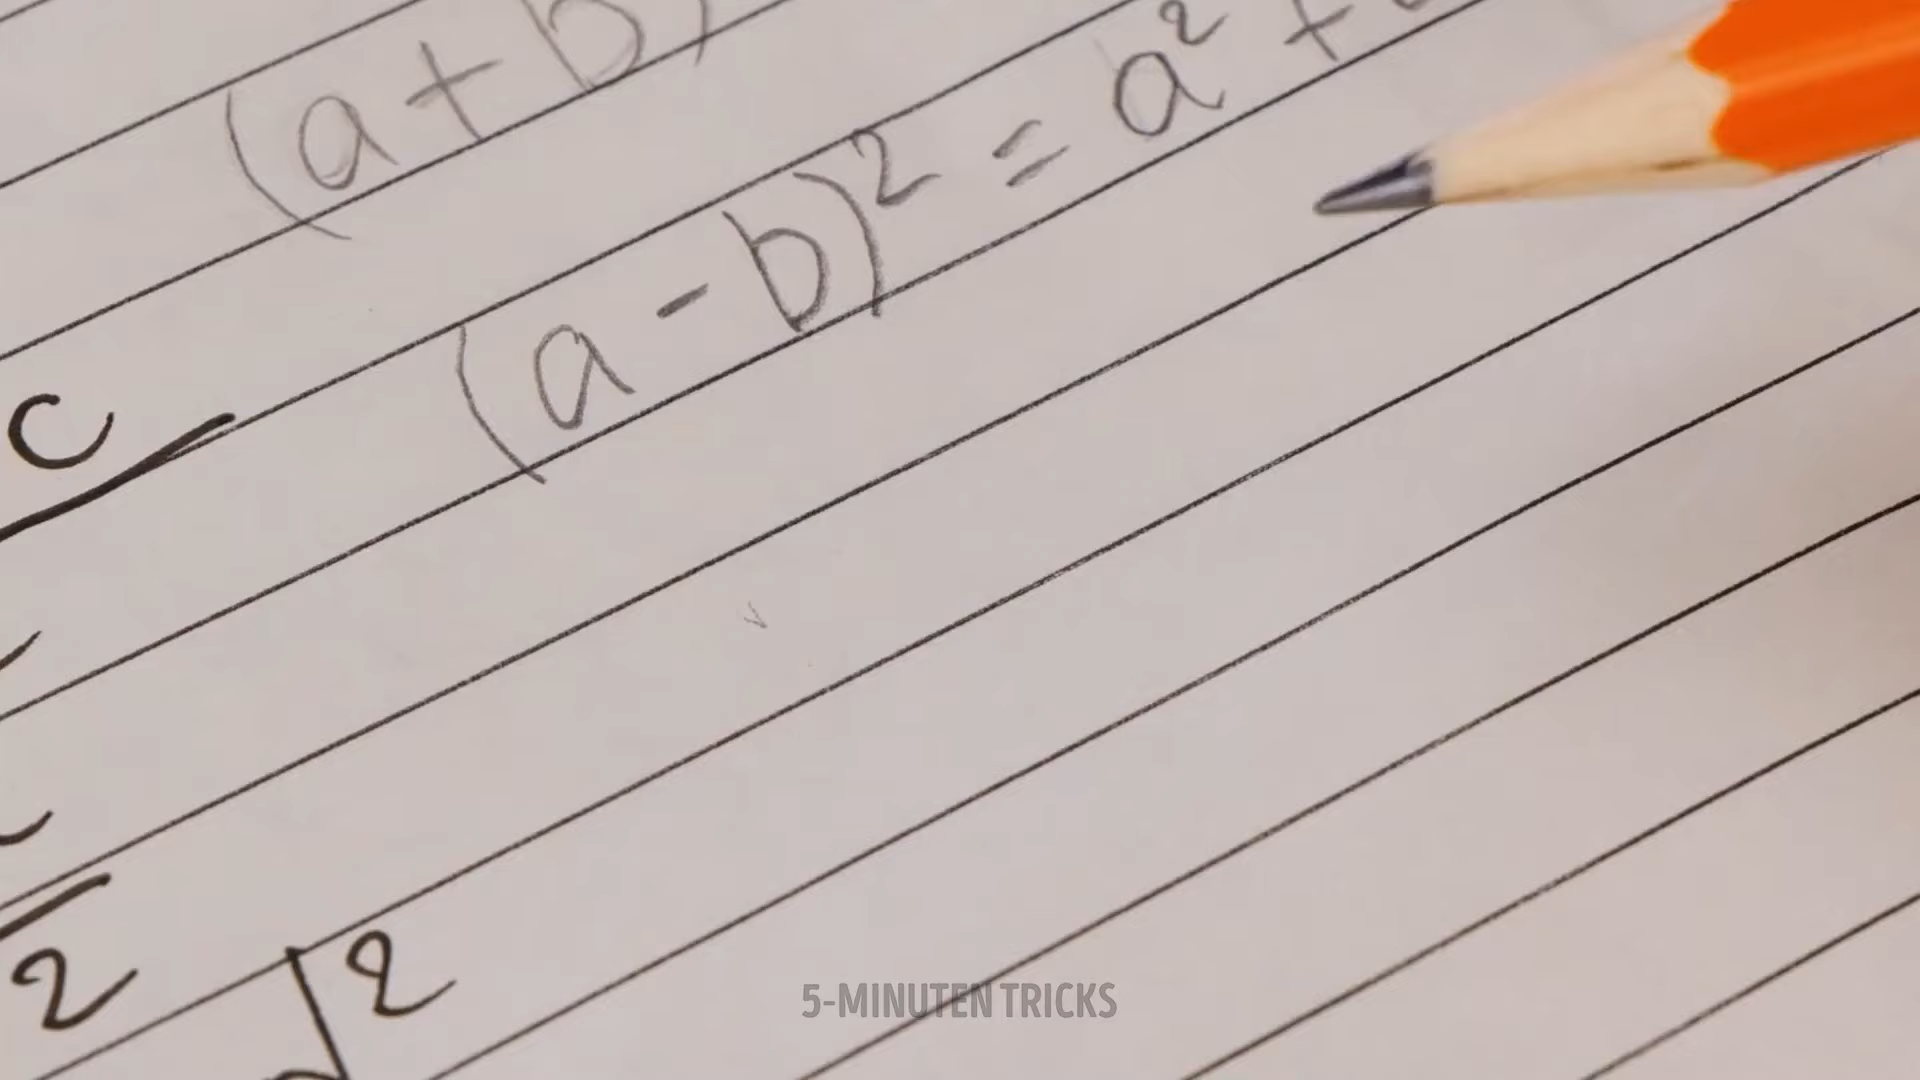 (a + b)
(a - b)² = a² +
c
2
2
5-MINUTEN TRICKS